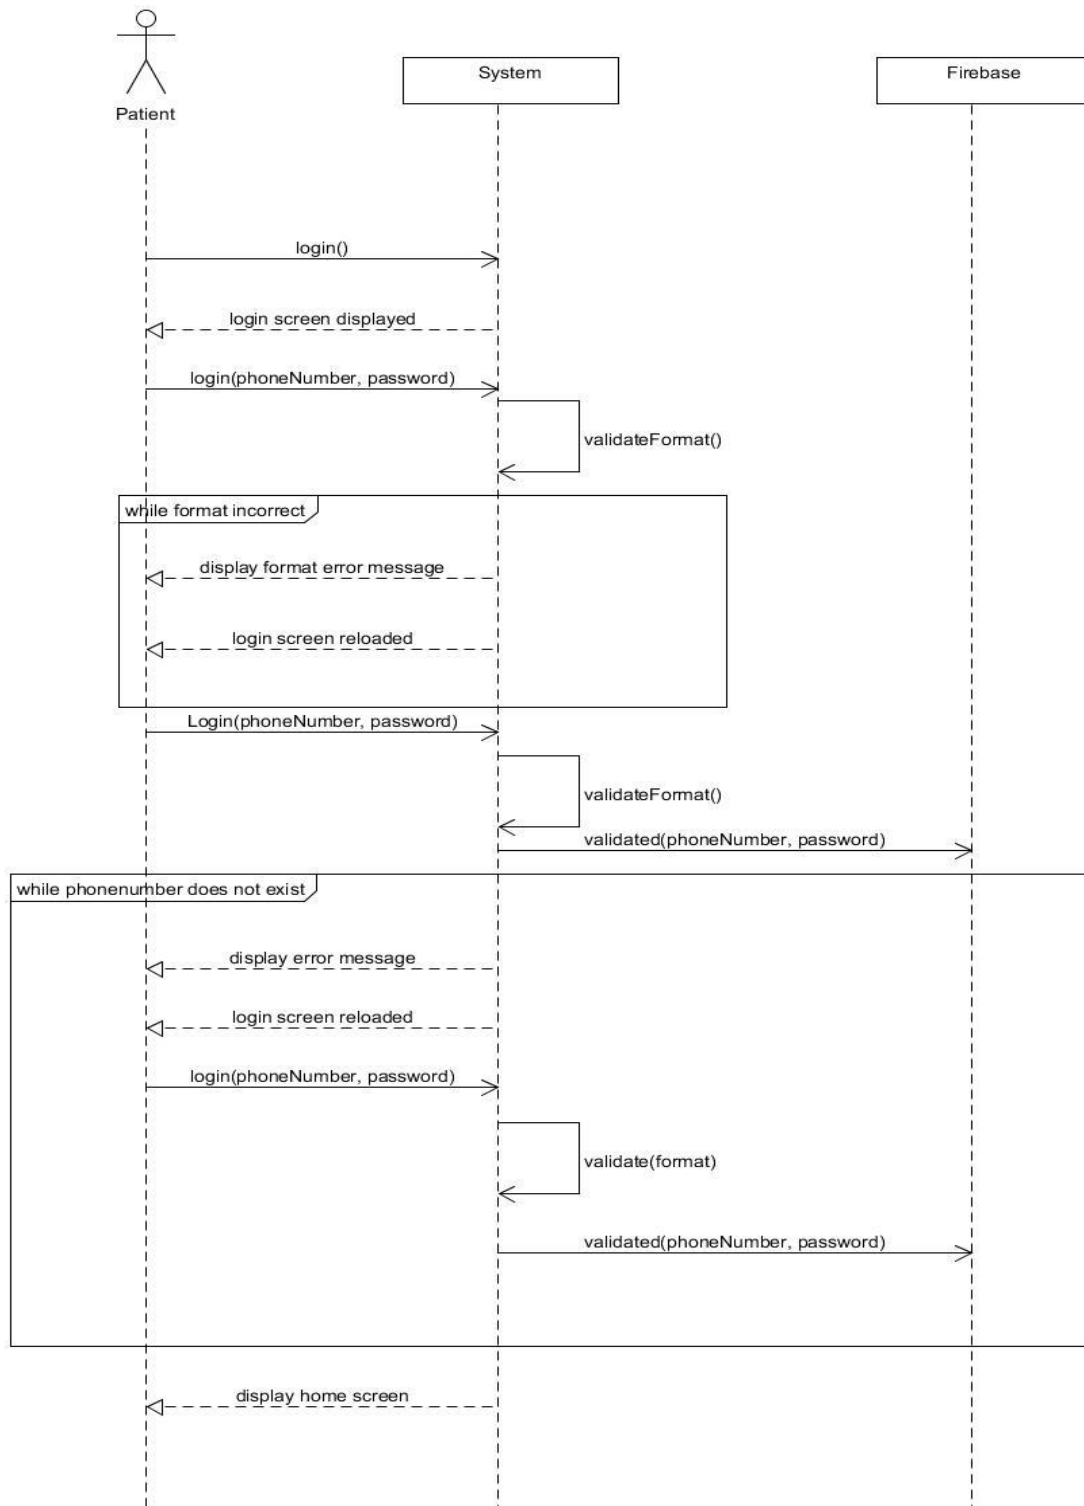 System
Firebase
Patient
login()
login screen displayed
login(phoneNumber, password)
validateFormat()
while format incorrect
display format error message
login screen reloaded
Login(phoneNumber, password)
validateFormat()
validated(phoneNumber, password)
while phonenumber does not exist
display error message
login screen reloaded
login(phoneNumber, password)
validate(format)
validated(phoneNumber, password)
display home screen